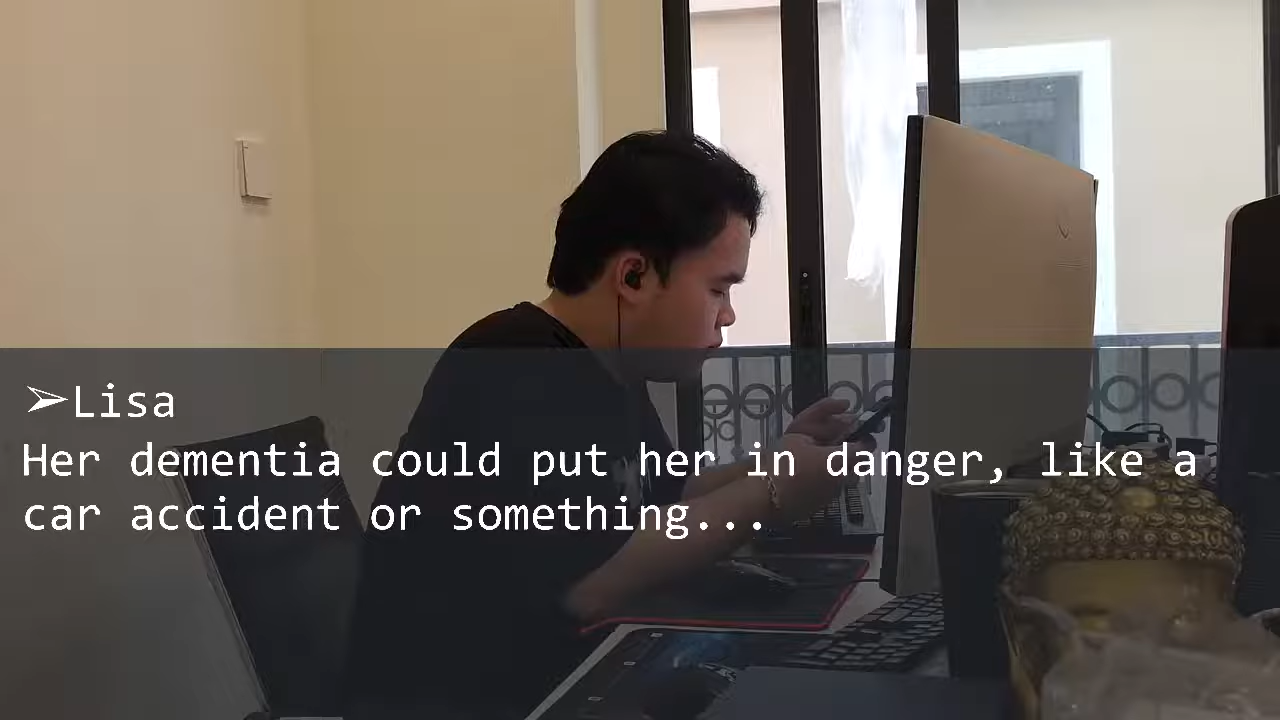 ➢Lisa
Her dementia could put her in danger, like a
car accident or something...